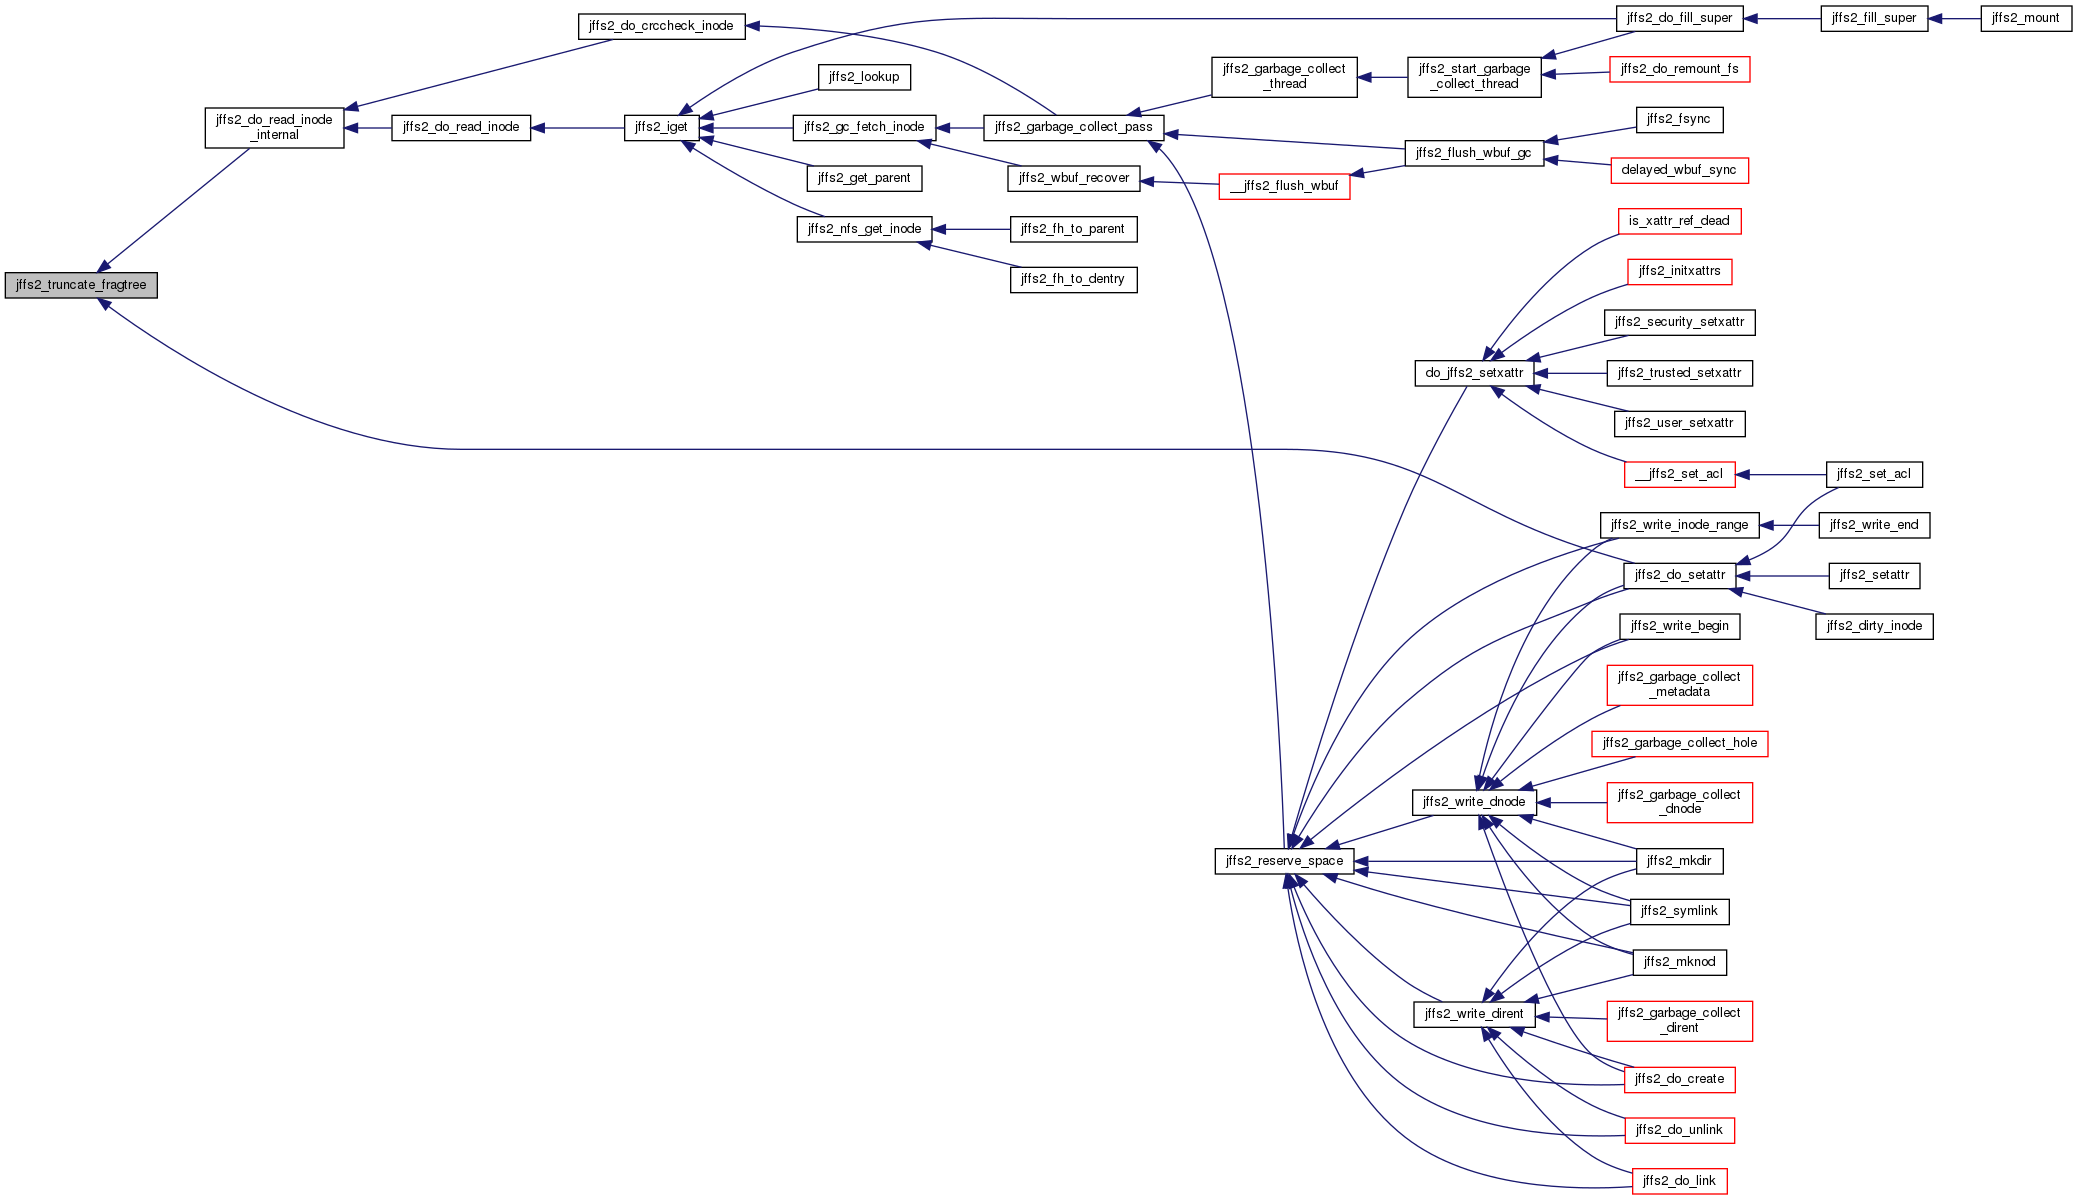 jffs2_truncate_fragtree
jffs2_do_read_inode
_internal
jffs2_do_crccheck_inode
jffs2_do_read_inode
jffs2_iget
jffs2_lookup
jffs2_gc_fetch_inode
jffs2_get_parent
jffs2_nfs_get_inode
jffs2_garbage_collect_pass
jffs2_wbuf_recover
jffs2_fh_to_parent
jffs2_fh_to_dentry
jffs2_garbage_collect
_thread
__jffs2_flush_wbuf
jffs2_reserve_space
jffs2_start_garbage
_collect_thread
jffs2_flush_wbuf_gc
do_jffs2_setxattr
jffs2_write_dnode
jffs2_write_dirent
jffs2_do_fill_super
jffs2_do_remount_fs
jffs2_fsync
delayed_wbuf_sync
is_xattr_ref_dead
jffs2_initxattrs
jffs2_security_setxattr
jffs2_trusted_setxattr
jffs2_user_setxattr
__jffs2_set_acl
jffs2_write_inode_range
jffs2_do_setattr
jffs2_write_begin
jffs2_garbage_collect
_metadata
jffs2_garbage_collect_hole
jffs2_garbage_collect
_dnode
jffs2_mkdir
jffs2_symlink
jffs2_mknod
jffs2_garbage_collect
_dirent
jffs2_do_create
jffs2_do_unlink
jffs2_do_link
jffs2_fill_super
jffs2_set_acl
jffs2_write_end
jffs2_setattr
jffs2_dirty_inode
jffs2_mount